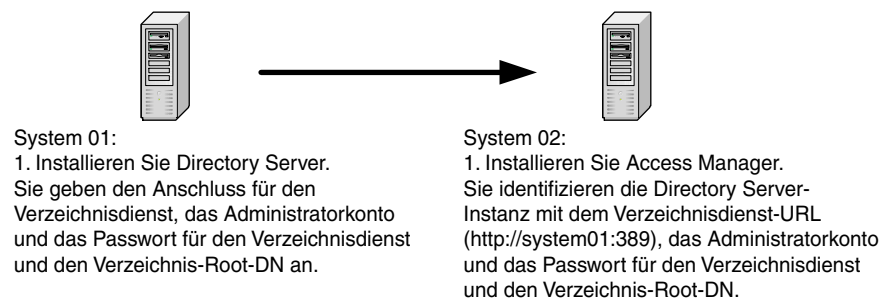 System 01:
1. Installieren Sie Directory Server.
Sie geben den Anschluss für den
Verzeichnisdienst, das Administratorkonto
und das Passwort für den Verzeichnisdienst
und den Verzeichnis-Root-DN an.
System 02:
1. Installieren Sie Access Manager.
Sie identifizieren die Directory Server-
Instanz mit dem Verzeichnisdienst-URL
(http://system01:389), das Administratorkonto
und das Passwort für den Verzeichnisdienst
und den Verzeichnis-Root-DN.